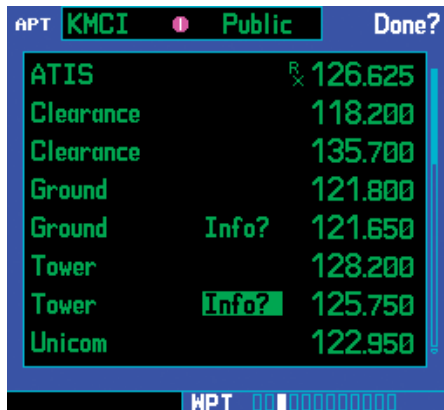 APT KMCI Public Done?
ATIS Rx 126.625
Clearance 118.200
Clearance 135.700
Ground 121.800
Ground Info? 121.650
Tower 128.200
Tower Info? 125.750
Unicom 122.950
WPT